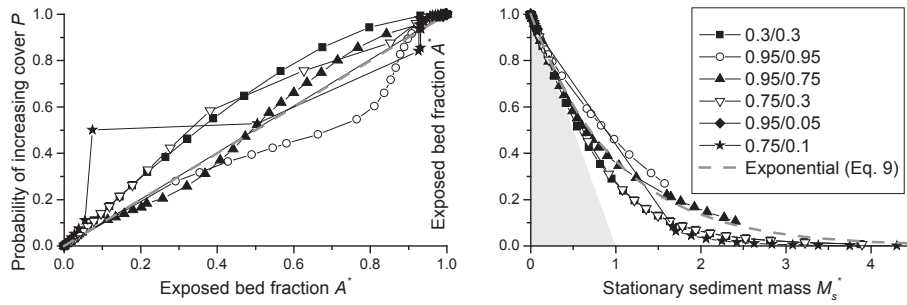 Probability of increasing cover P
1.0
0.8
0.6
0.4
0.2
0.0
0.0 0.2 0.4 0.6 0.8 1.0
Exposed bed fraction A*
Exposed bed fraction A*
1.0
0.8
0.6
0.4
0.2
0.0
0 1 2 3 4
Stationary sediment mass Ms*
0.3/0.3
0.95/0.95
0.95/0.75
0.75/0.3
0.95/0.05
0.75/0.1
Exponential (Eq. 9)